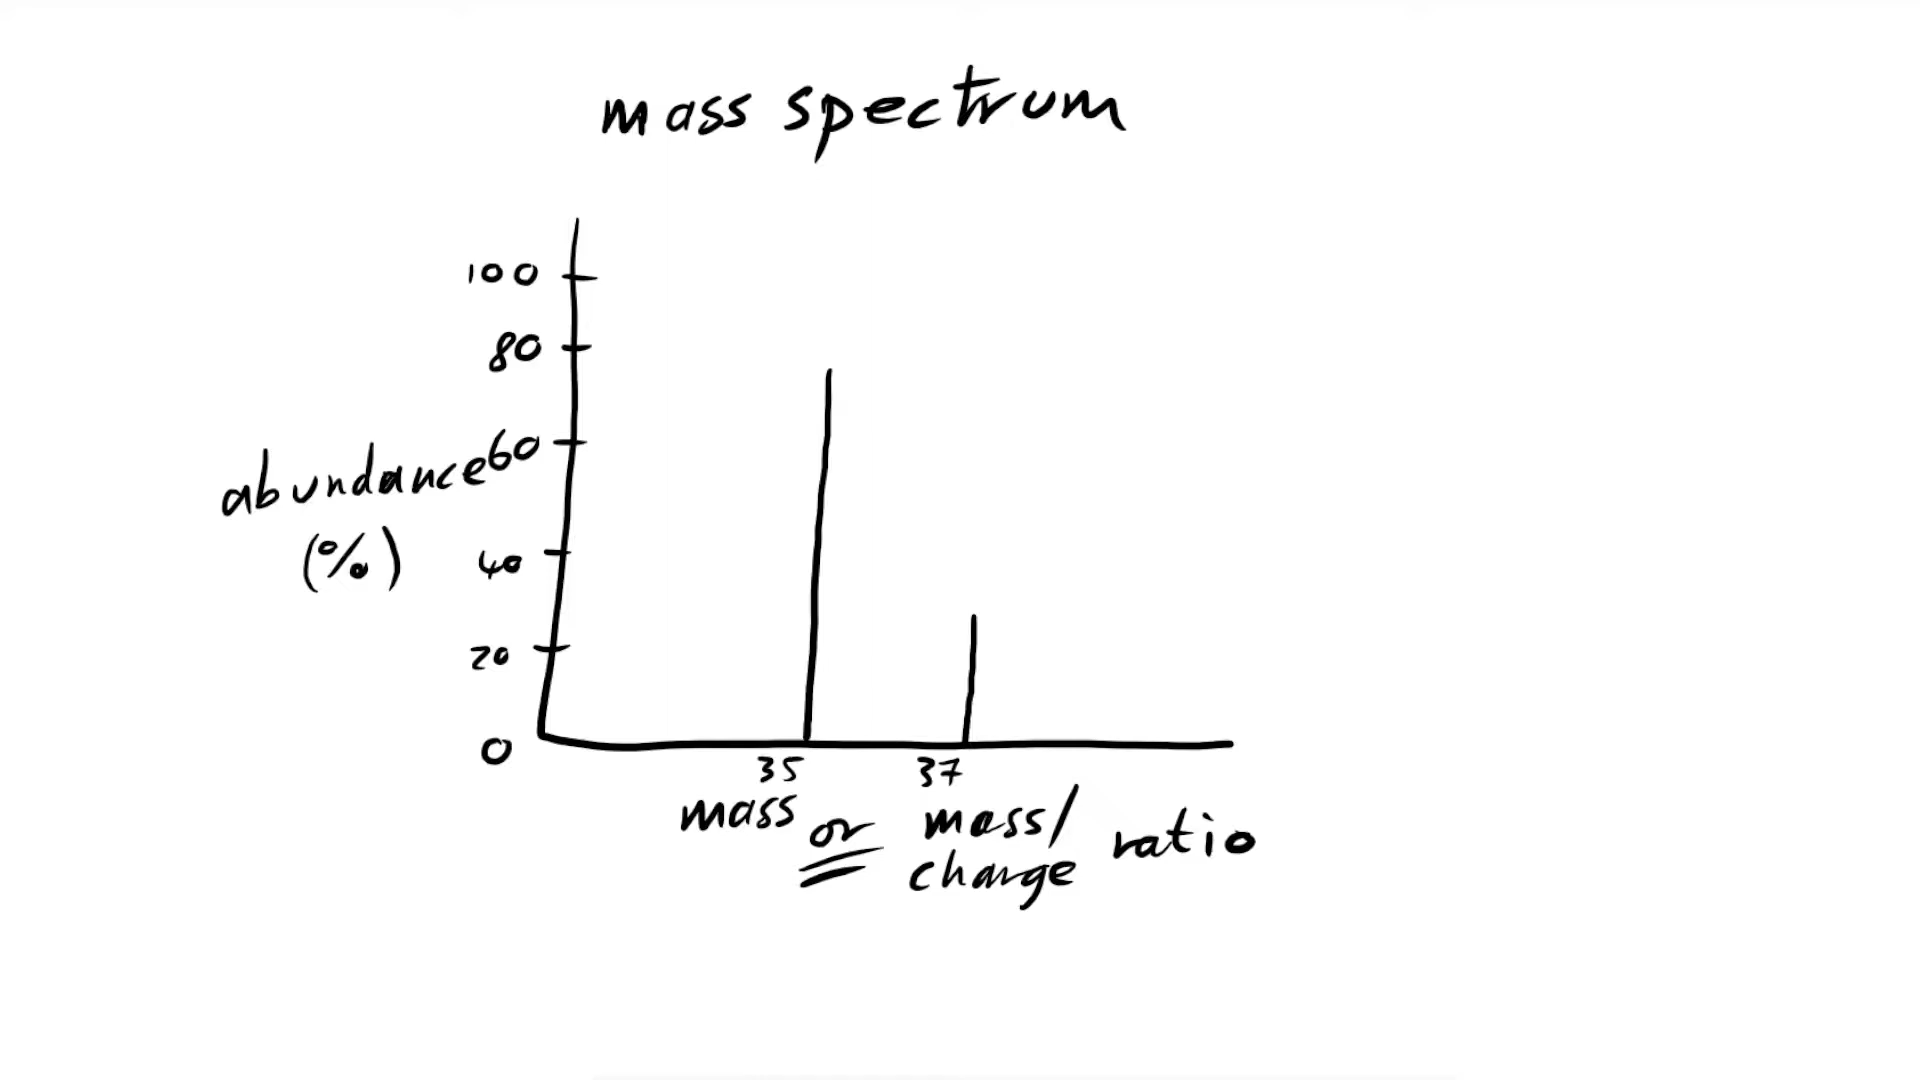 mass spectrum
100
80
60
abundance
(%)
40
20
0
35
37
mass or mass/
charge ratio